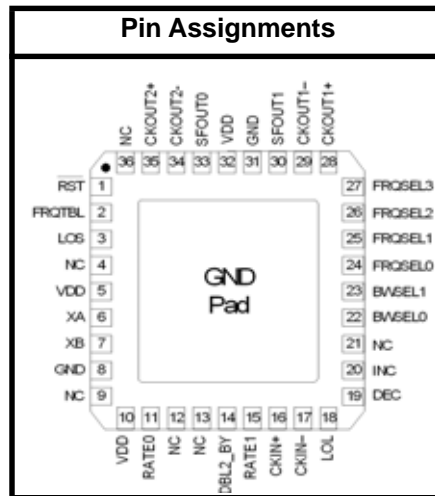 Pin Assignments
NC
CKOUT2+
CKOUT2-
SFOUT0
VDD
GND
SFOUT1
CKOUT1–
CKOUT1+
36 35 34 33 32 31 30 29 28
RST 1
FRQTBL 2
LOS 3
NC 4
VDD 5
XA 6
XB 7
GND 8
NC 9
GND
Pad
27 FRQSEL3
26 FRQSEL2
25 FRQSEL1
24 FRQSEL0
23 BWSEL1
22 BWSEL0
21 NC
20 INC
19 DEC
10 11 12 13 14 15 16 17 18
VDD
RATE0
NC
NC
DBL2_BY
RATE1
CKIN+
CKIN–
LOL